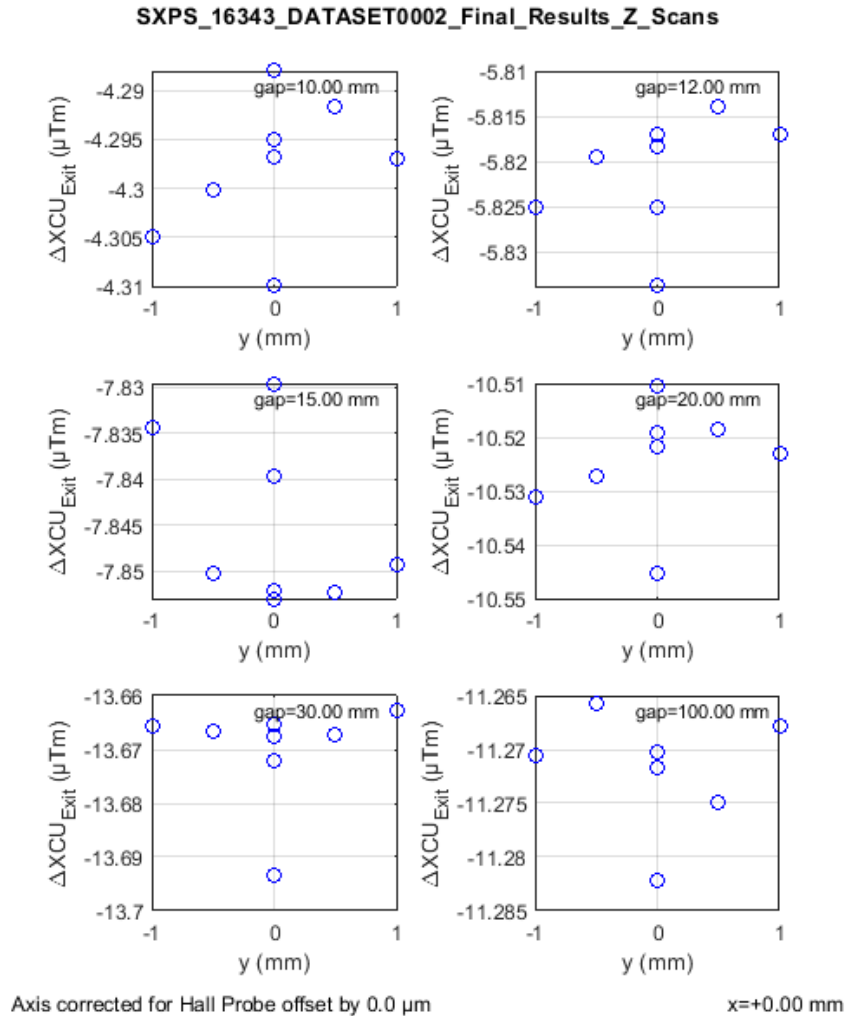 SXPS_16343_DATASET0002_Final_Results_Z_Scans
gap=10.00 mm
ΔXCU_Exit (µTm)
-4.29
-4.295
-4.3
-4.305
-4.31
-1 0 1
y (mm)
gap=12.00 mm
ΔXCU_Exit (µTm)
-5.81
-5.815
-5.82
-5.825
-5.83
-1 0 1
y (mm)
gap=15.00 mm
ΔXCU_Exit (µTm)
-7.83
-7.835
-7.84
-7.845
-7.85
-1 0 1
y (mm)
gap=20.00 mm
ΔXCU_Exit (µTm)
-10.51
-10.52
-10.53
-10.54
-10.55
-1 0 1
y (mm)
gap=30.00 mm
ΔXCU_Exit (µTm)
-13.66
-13.67
-13.68
-13.69
-13.7
-1 0 1
y (mm)
gap=100.00 mm
ΔXCU_Exit (µTm)
-11.265
-11.27
-11.275
-11.28
-11.285
-1 0 1
y (mm)
Axis corrected for Hall Probe offset by 0.0 µm
x=+0.00 mm